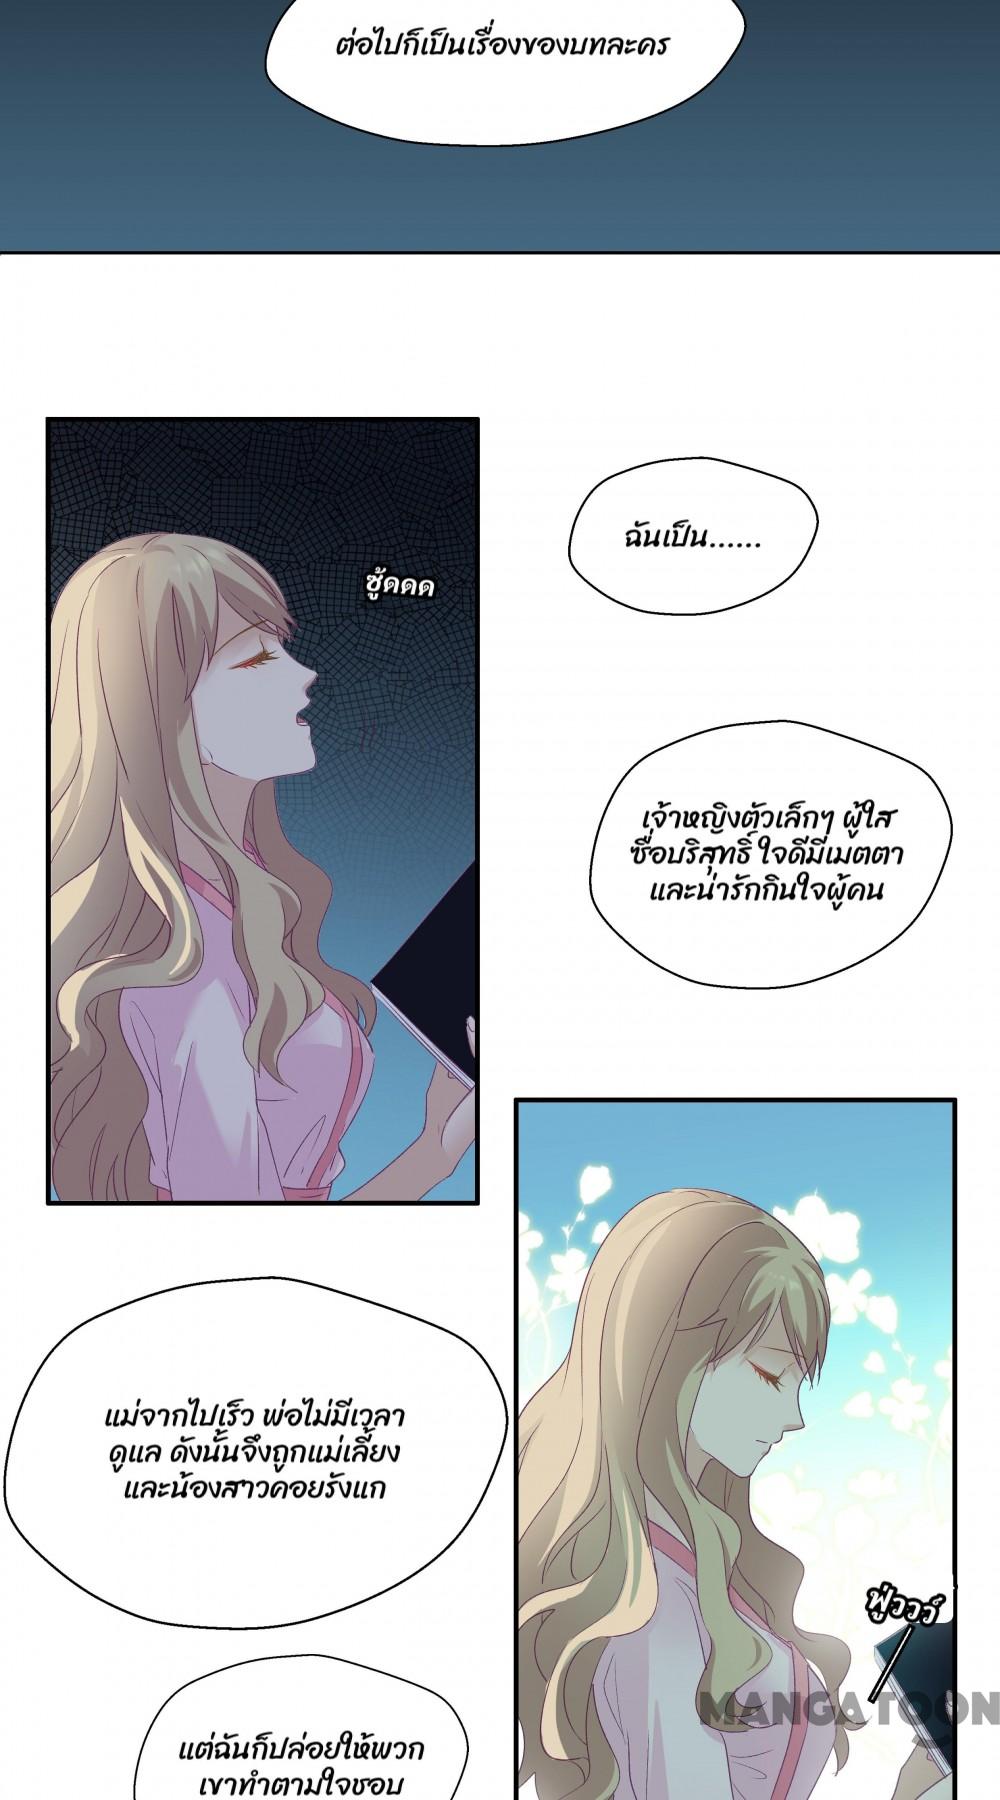 ต่อไปก็เป็นเรื่องของบทละคร
ฉันเป็น......
ซู้ดดด
เจ้าหญิงตัวเล็กๆ ผู้ใส
ซื่อบริสุทธิ์ ใจดีมีเมตตา
และน่ารักกินใจผู้คน
แม่จากไปเร็ว พ่อไม่มีเวลา
ดูแล ดังนั้นจึงถูกแม่เลี้ยง
และน้องสาวคอยรังแก
ฟู่ววว์
MANGATOON
แต่ฉันก็ปล่อยให้พวก
เขาทำตามใจชอบ